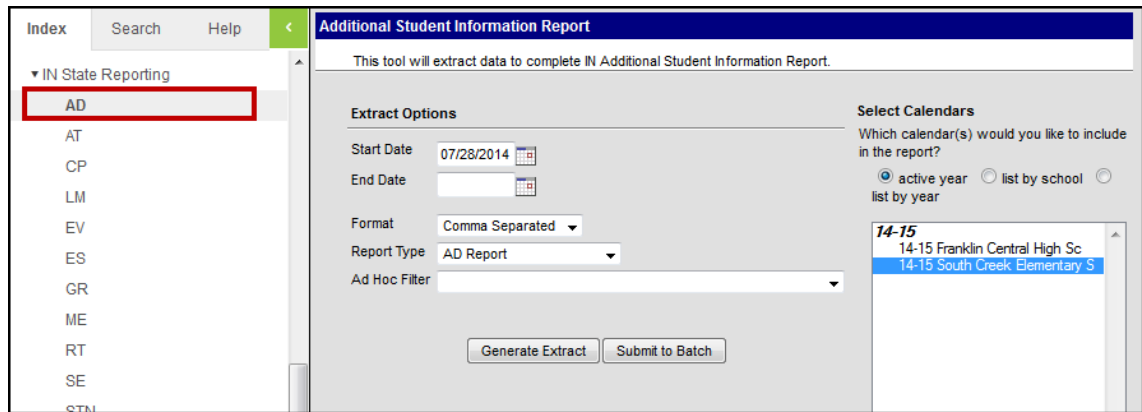 Index Search Help <
Additional Student Information Report
This tool will extract data to complete IN Additional Student Information Report.
IN State Reporting
AD
AT
CP
LM
EV
ES
GR
ME
RT
SE
STN
Extract Options
Start Date 07/28/2014
End Date
Format Comma Separated
Report Type AD Report
Ad Hoc Filter
Generate Extract Submit to Batch
Select Calendars
Which calendar(s) would you like to include
in the report?
active year list by school
list by year
14-15
14-15 Franklin Central High Sc
14-15 South Creek Elementary S